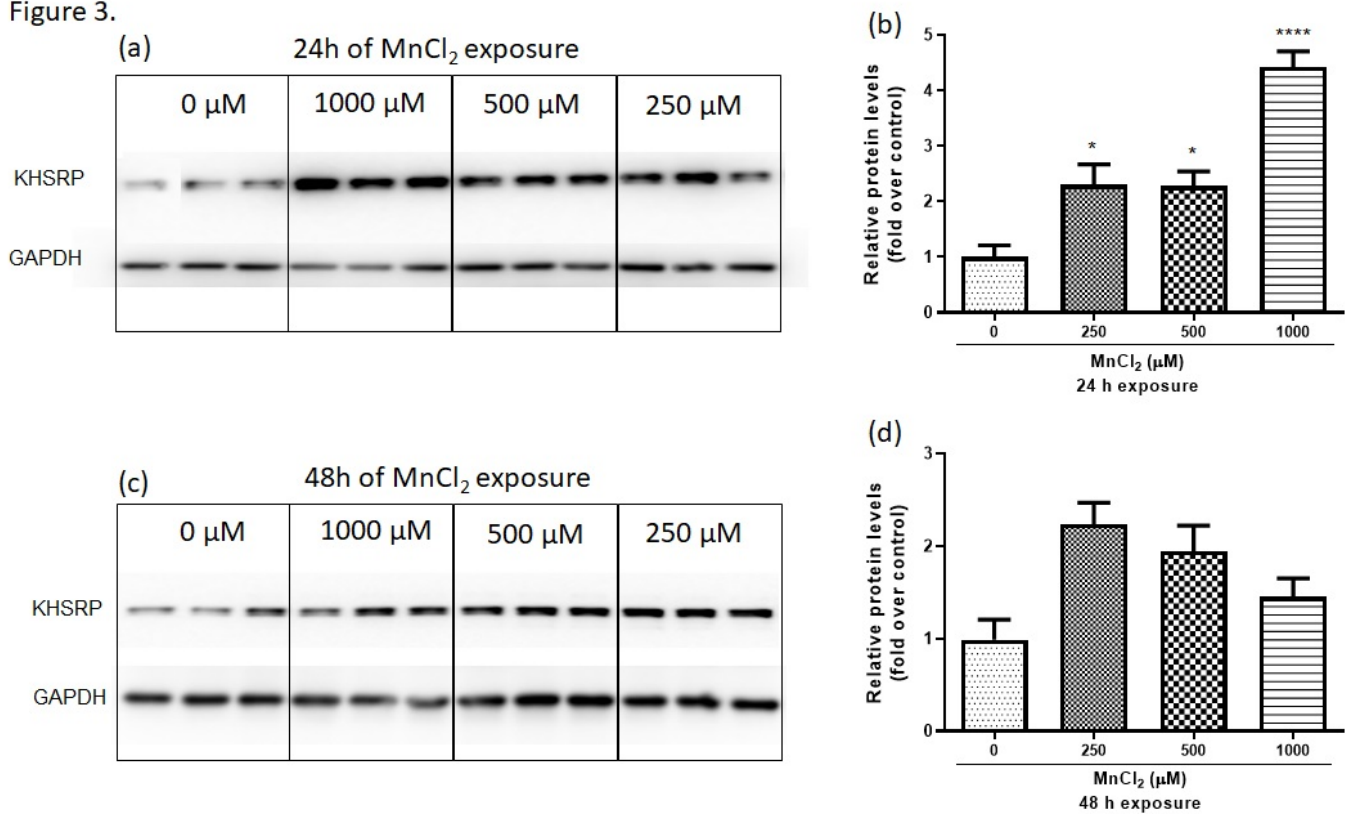 Figure 3.
(a)
24h of MnCl₂ exposure
0 μM 1000 μM 500 μM 250 μM
KHSRP
GAPDH
(b)
Relative protein levels
(fold over control)
5
4
3
2
1
0
* * ****
0 250 500 1000
MnCl₂ (μM)
24 h exposure
(c)
48h of MnCl₂ exposure
0 μM 1000 μM 500 μM 250 μM
KHSRP
GAPDH
(d)
Relative protein levels
(fold over control)
3
2
1
0
0 250 500 1000
MnCl₂ (μM)
48 h exposure